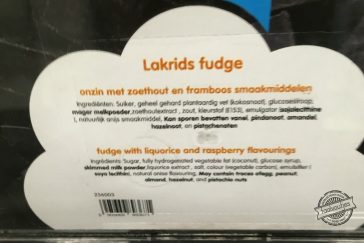 Lakrids fudge
onzin met zoethout en framboos smaakmiddelen
Ingrediënten: Suiker, geheel gehard plantaardig vet (kokosnoot), glucosestroop,
mager melkpoeder, zoethoutextract, zout, kleurstof (E153), emulgator (sojalecithine
), natuurlijk anijs smaakmiddel. Kan sporen bevatten van ei, pindanoot, amandel,
hazelnoot, en pistachenoten
fudge with liquorice and raspberry flavourings
Ingredients: Sugar, fully hydrogenated vegetable fat (coconut), glucose syrup,
skimmed milk powder, liquorice extract, salt, colour (vegetable carbon), emulsifier (
soya lecithin), natural anise flavouring. May contain traces of egg, peanut,
almond, hazelnut, and pistachio nuts